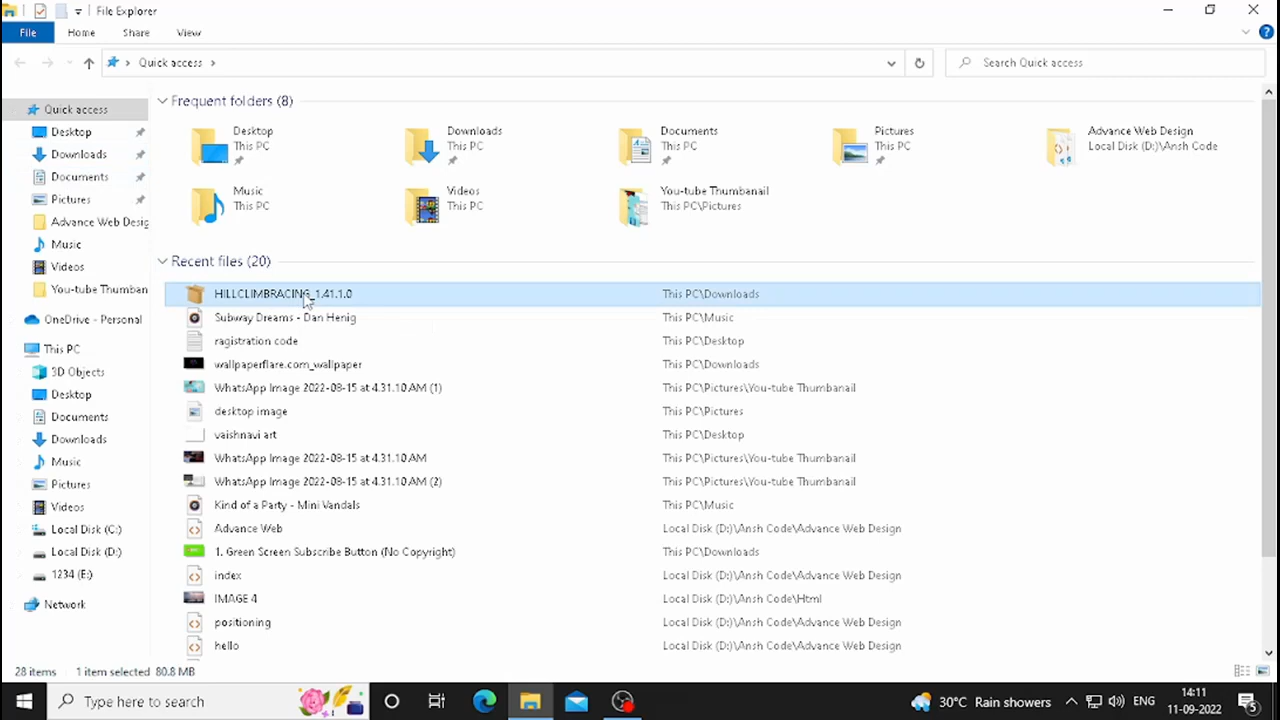 File Explorer
File Home Share View
Quick access
Search Quick access
Quick access
Desktop
Downloads
Documents
Pictures
Advance Web Desig
Music
Videos
You-tube Thumban
OneDrive - Personal
This PC
3D Objects
Desktop
Documents
Downloads
Music
Pictures
Videos
Local Disk (C:)
Local Disk (D:)
1234 (E:)
Network
Frequent folders (8)
Desktop
This PC
Downloads
This PC
Documents
This PC
Pictures
This PC
Advance Web Design
Local Disk (D:)\Ansh Code
Music
This PC
Videos
This PC
You-tube Thumbanail
This PC\Pictures
Recent files (20)
HILLCLIMBRACING_1.41.1.0 This PC\Downloads
Subway Dreams - Dan Henig This PC\Music
ragistration code This PC\Desktop
wallpaperflare.com_wallpaper This PC\Downloads
WhatsApp Image 2022-08-15 at 4.31.10 AM (1) This PC\Pictures\You-tube Thumbanail
desktop image This PC\Pictures
vaishnavi art This PC\Desktop
WhatsApp Image 2022-08-15 at 4.31.10 AM This PC\Pictures\You-tube Thumbanail
WhatsApp Image 2022-08-15 at 4.31.10 AM (2) This PC\Pictures\You-tube Thumbanail
Kind of a Party - Mini Vandals This PC\Music
Advance Web Local Disk (D:)\Ansh Code\Advance Web Design
1. Green Screen Subscribe Button (No Copyright) This PC\Downloads
index Local Disk (D:)\Ansh Code\Advance Web Design
IMAGE 4 Local Disk (D:)\Ansh Code\Html
positioning Local Disk (D:)\Ansh Code\Advance Web Design
hello Local Disk (D:)\Ansh Code\Advance Web Design
28 items 1 item selected 80.8 MB
Type here to search
30°C Rain showers
ENG
14:11
11-09-2022
5